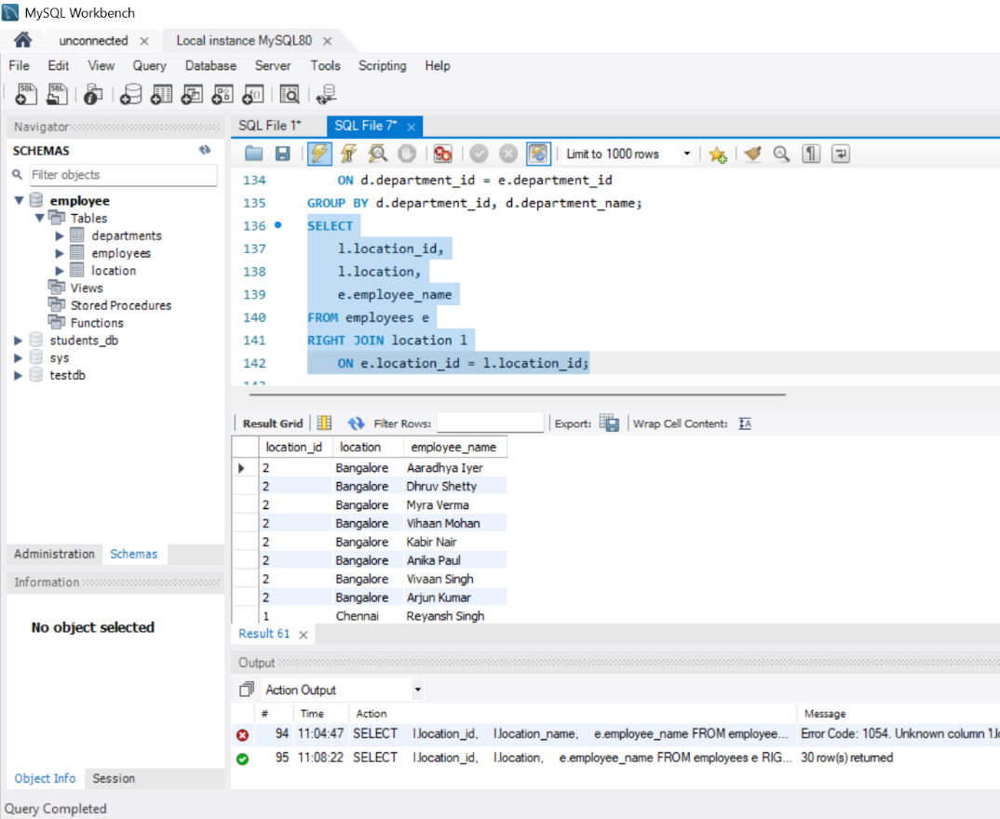 MySQL Workbench
unconnected × Local instance MySQL80 ×
File Edit View Query Database Server Tools Scripting Help
Navigator
SCHEMAS
Filter objects
employee
Tables
departments
employees
location
Views
Stored Procedures
Functions
students_db
sys
testdb
Administration Schemas
Information
No object selected
Object Info Session
SQL File 1* SQL File 7* ×
Limit to 1000 rows
134 ON d.department_id = e.department_id
135 GROUP BY d.department_id, d.department_name;
136 SELECT
137 l.location_id,
138 l.location,
139 e.employee_name
140 FROM employees e
141 RIGHT JOIN location l
142 ON e.location_id = l.location_id;
Result Grid Filter Rows: Export: Wrap Cell Content: IA
location_id location employee_name
2 Bangalore Aaradhya Iyer
2 Bangalore Dhruv Shetty
2 Bangalore Myra Verma
2 Bangalore Vihaan Mohan
2 Bangalore Kabir Nair
2 Bangalore Anika Paul
2 Bangalore Vivaan Singh
2 Bangalore Arjun Kumar
1 Chennai Reyansh Singh
Result 61 ×
Output
Action Output
# Time Action Message
94 11:04:47 SELECT l.location_id, l.location_name, e.employee_name FROM employee... Error Code: 1054. Unknown column
95 11:08:22 SELECT l.location_id, l.location, e.employee_name FROM employees e RIG... 30 row(s) returned
Query Completed